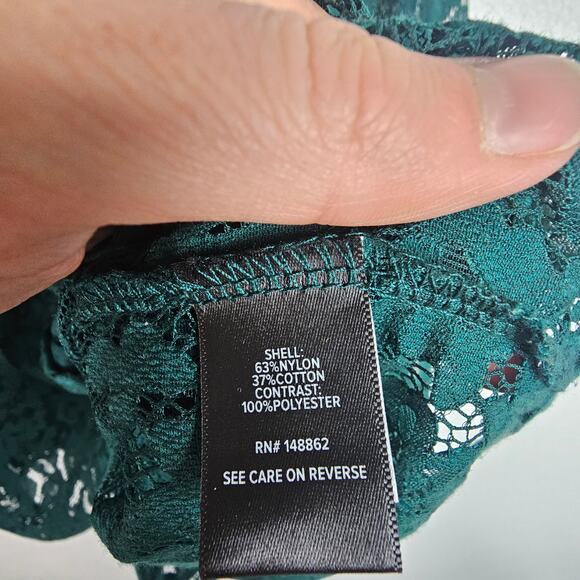 SHELL:
63%NYLON
37%COTTON
CONTRAST:
100%POLYESTER
RN# 148862
SEE CARE ON REVERSE